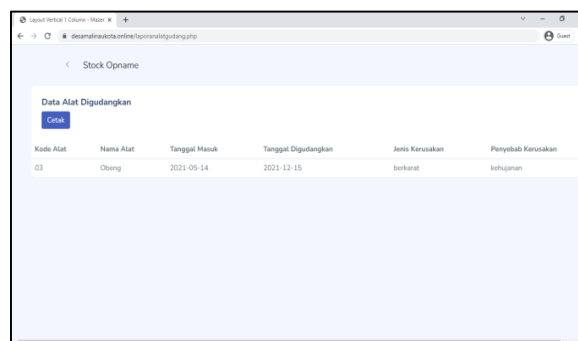 Layout Vertical 1 Column - Mazer
desamalinaukota.online/laporanalatgudang.php
Guest
Stock Opname
Data Alat Digudangkan
Cetak
Kode Alat Nama Alat Tanggal Masuk Tanggal Digudangkan Jenis Kerusakan Penyebab Kerusakan
03 Obeng 2021-05-14 2021-12-15 berkarat kehujanan